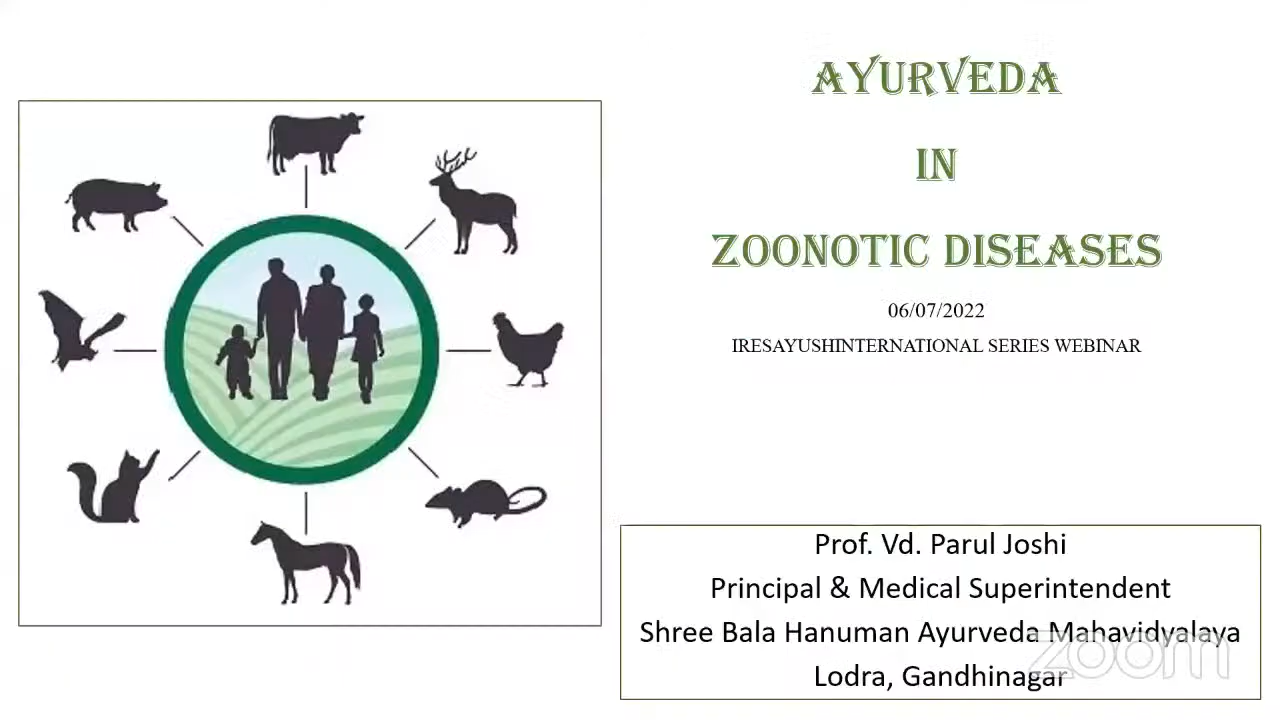 AYURVEDA
IN
ZOONOTIC DISEASES
06/07/2022
IRESAYUSHINTERNATIONAL SERIES WEBINAR
Prof. Vd. Parul Joshi
Principal & Medical Superintendent
Shree Bala Hanuman Ayurveda Mahavidyalaya
Lodra, Gandhinagar
zoom